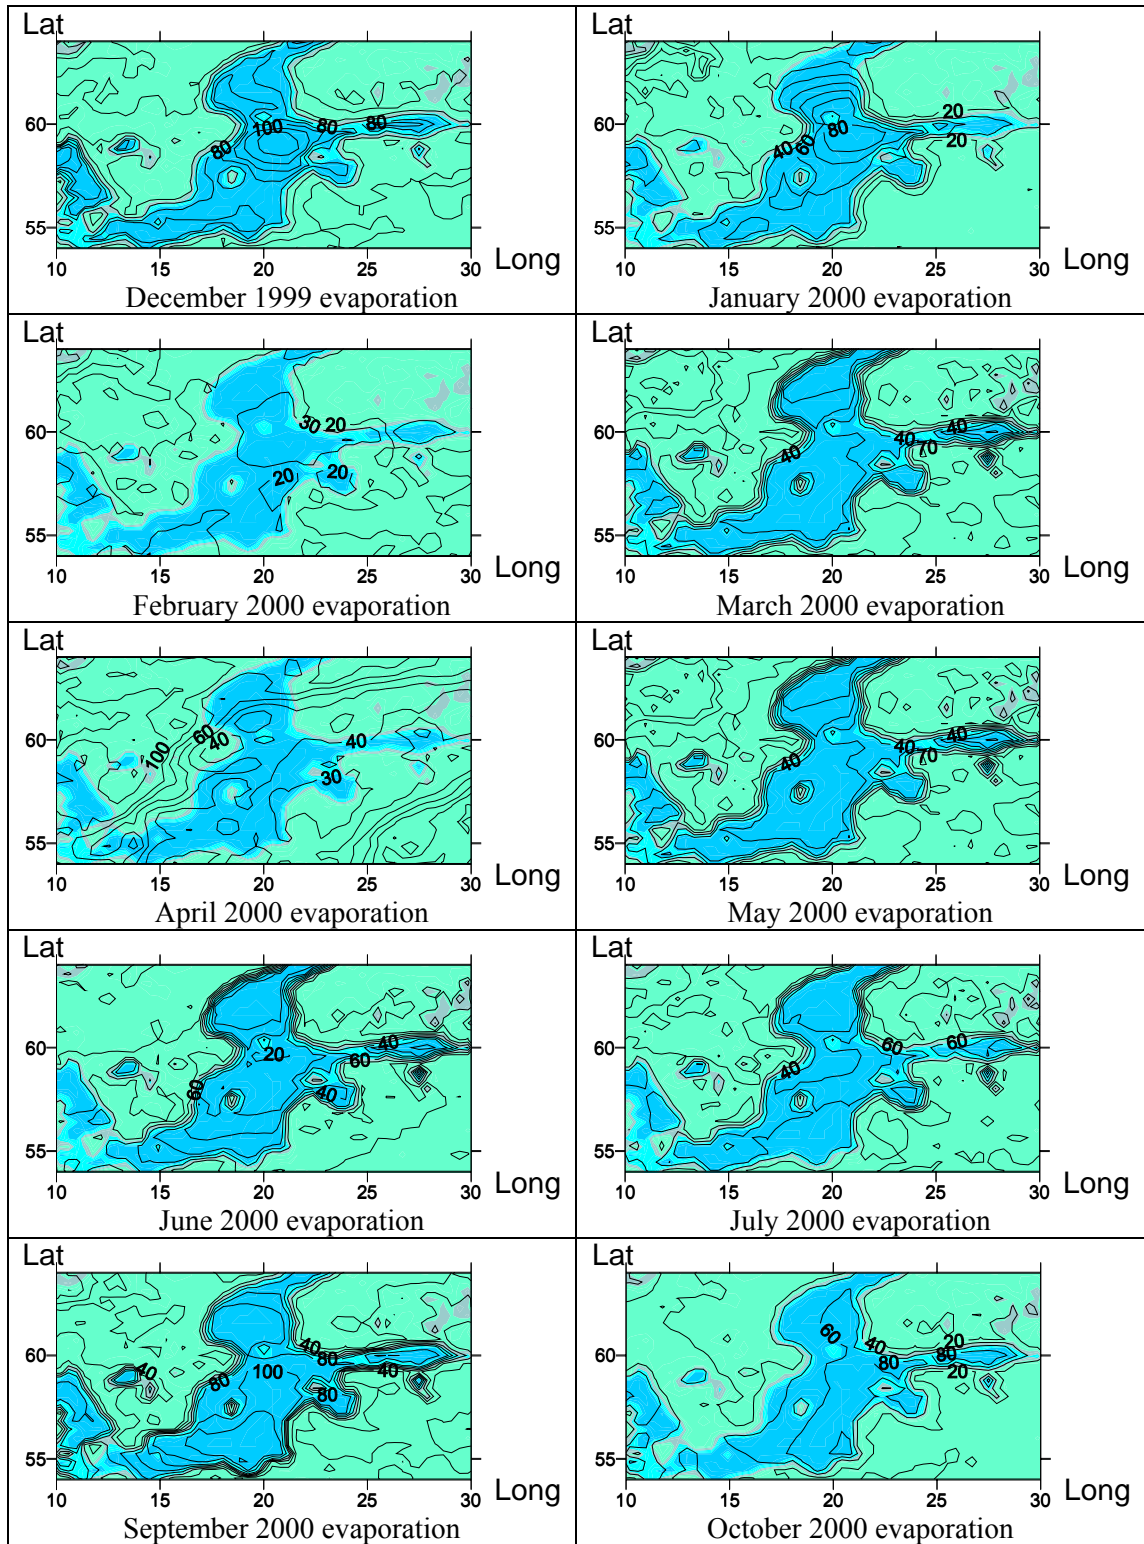 Lat
60
100
80
80
80
55
10 15 20 25 30 Long
December 1999 evaporation
Lat
60
20
80
60
40
20
55
10 15 20 25 30 Long
January 2000 evaporation
Lat
60
30 20
20 20
55
10 15 20 25 30 Long
February 2000 evaporation
Lat
60
40
40
70
40
55
10 15 20 25 30 Long
March 2000 evaporation
Lat
60
60
40
100
40
30
55
10 15 20 25 30 Long
April 2000 evaporation
Lat
60
40
40
70
40
55
10 15 20 25 30 Long
May 2000 evaporation
Lat
60
40
20
60
60
40
55
10 15 20 25 30 Long
June 2000 evaporation
Lat
60
60
60
40
55
10 15 20 25 30 Long
July 2000 evaporation
Lat
60
40
80
100
40
40
80
80
55
10 15 20 25 30 Long
September 2000 evaporation
Lat
60
60
40
20
80
80
20
55
10 15 20 25 30 Long
October 2000 evaporation